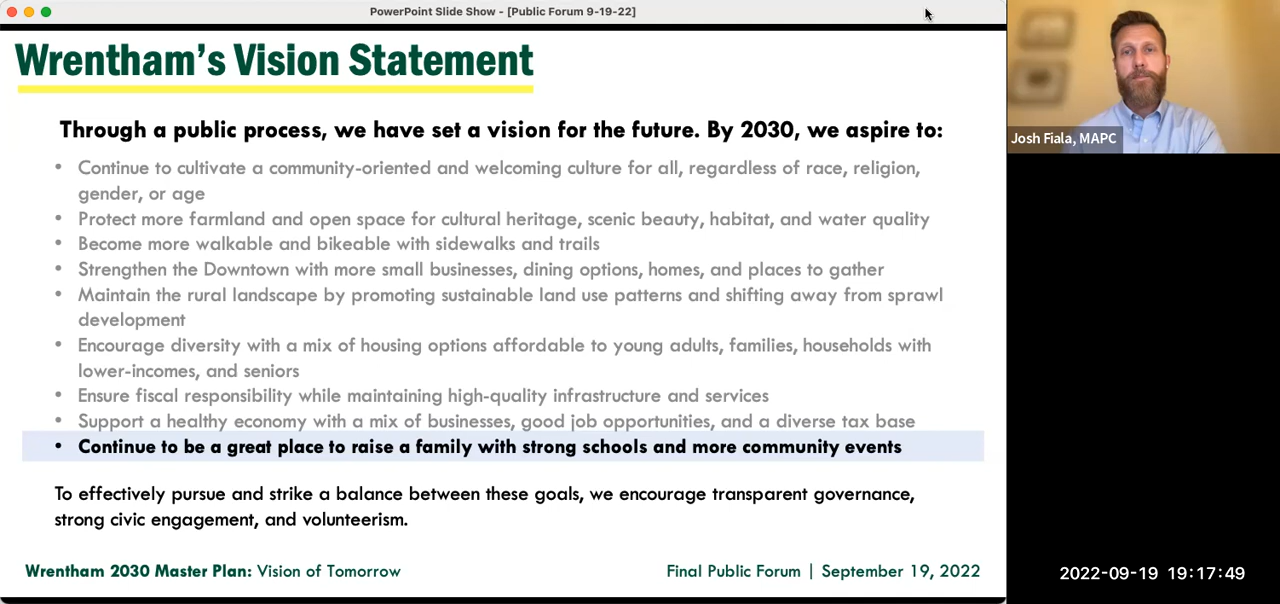 PowerPoint Slide Show - [Public Forum 9-19-22]
Wrentham's Vision Statement
Through a public process, we have set a vision for the future. By 2030, we aspire to:
• Continue to cultivate a community-oriented and welcoming culture for all, regardless of race, religion,
gender, or age
• Protect more farmland and open space for cultural heritage, scenic beauty, habitat, and water quality
• Become more walkable and bikeable with sidewalks and trails
• Strengthen the Downtown with more small businesses, dining options, homes, and places to gather
• Maintain the rural landscape by promoting sustainable land use patterns and shifting away from sprawl
development
• Encourage diversity with a mix of housing options affordable to young adults, families, households with
lower-incomes, and seniors
• Ensure fiscal responsibility while maintaining high-quality infrastructure and services
• Support a healthy economy with a mix of businesses, good job opportunities, and a diverse tax base
• Continue to be a great place to raise a family with strong schools and more community events
To effectively pursue and strike a balance between these goals, we encourage transparent governance,
strong civic engagement, and volunteerism.
Wrentham 2030 Master Plan: Vision of Tomorrow
Final Public Forum | September 19, 2022
Josh Fiala, MAPC
2022-09-19 19:17:49